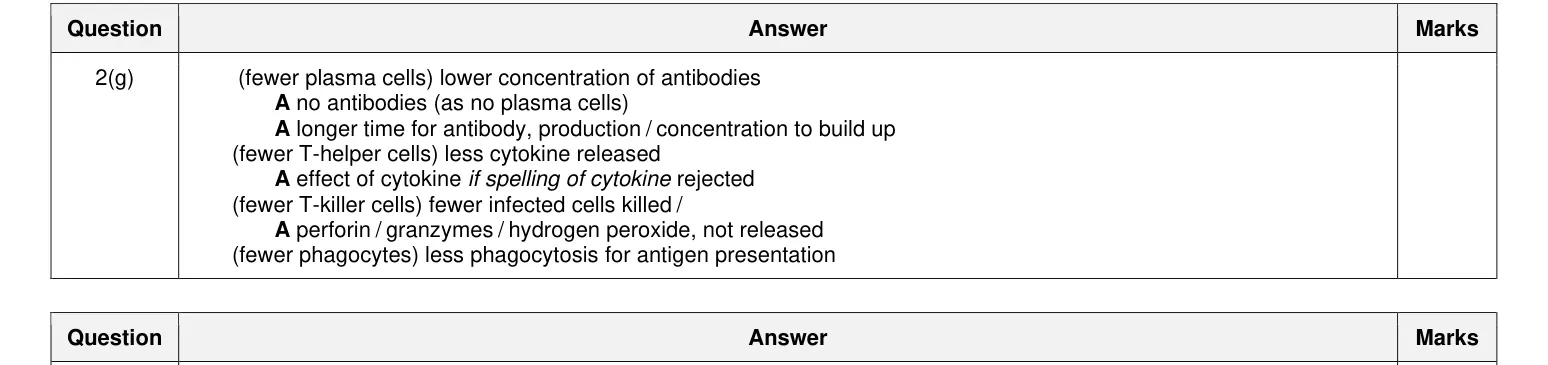 Question Answer Marks
2(g) (fewer plasma cells) lower concentration of antibodies
A no antibodies (as no plasma cells)
A longer time for antibody, production / concentration to build up
(fewer T-helper cells) less cytokine released
A effect of cytokine if spelling of cytokine rejected
(fewer T-killer cells) fewer infected cells killed /
A perforin / granzymes / hydrogen peroxide, not released
(fewer phagocytes) less phagocytosis for antigen presentation
Question Answer Marks